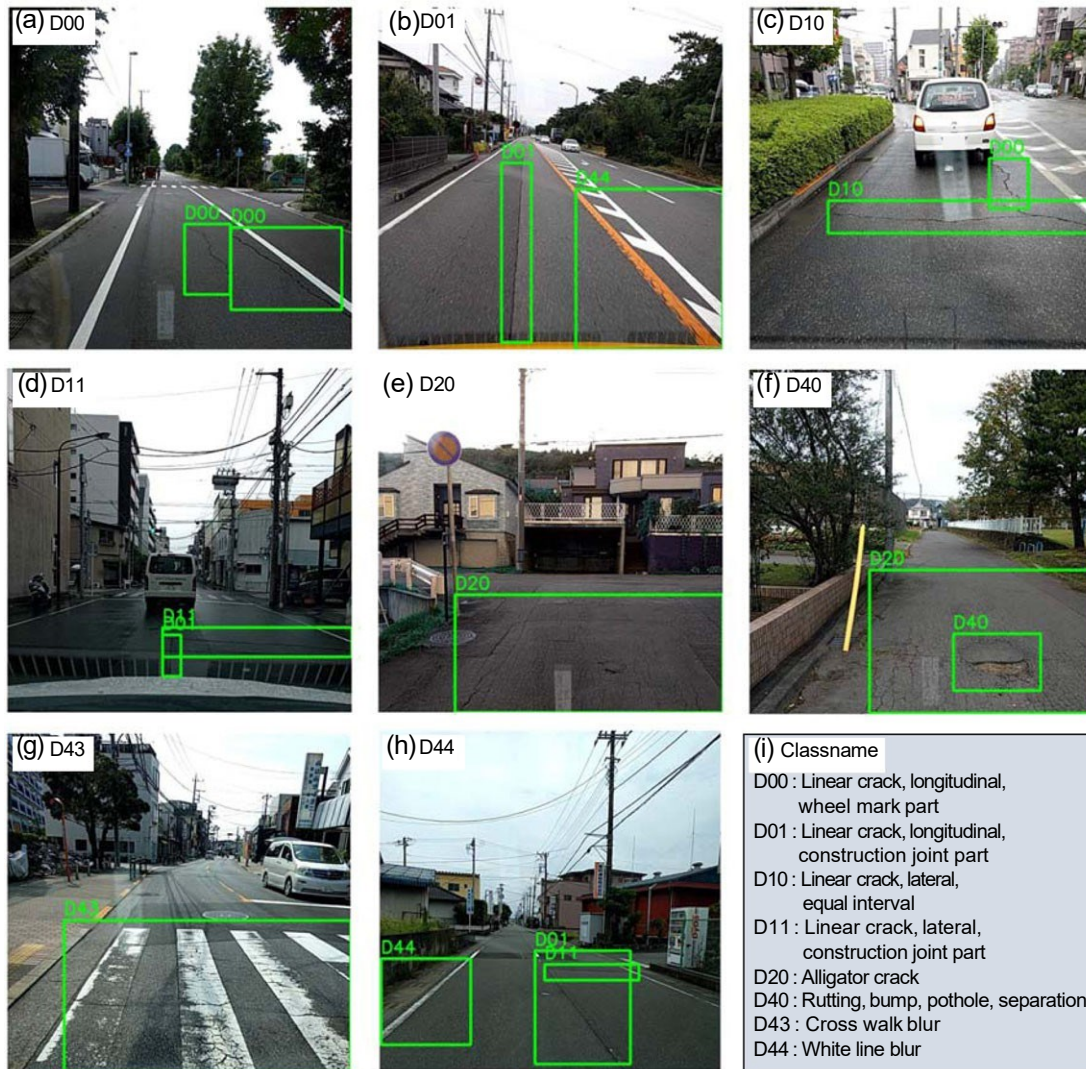 (a) D00
D00 D00
(b) D01
D01
D44
(c) D10
D00
D10
(d) D11
D11
(e) D20
D20
(f) D40
D20
D40
(g) D43
D43
(h) D44
D44
D01
D11
(i) Classname
D00 : Linear crack, longitudinal,
wheel mark part
D01 : Linear crack, longitudinal,
construction joint part
D10 : Linear crack, lateral,
equal interval
D11 : Linear crack, lateral,
construction joint part
D20 : Alligator crack
D40 : Rutting, bump, pothole, separation
D43 : Cross walk blur
D44 : White line blur